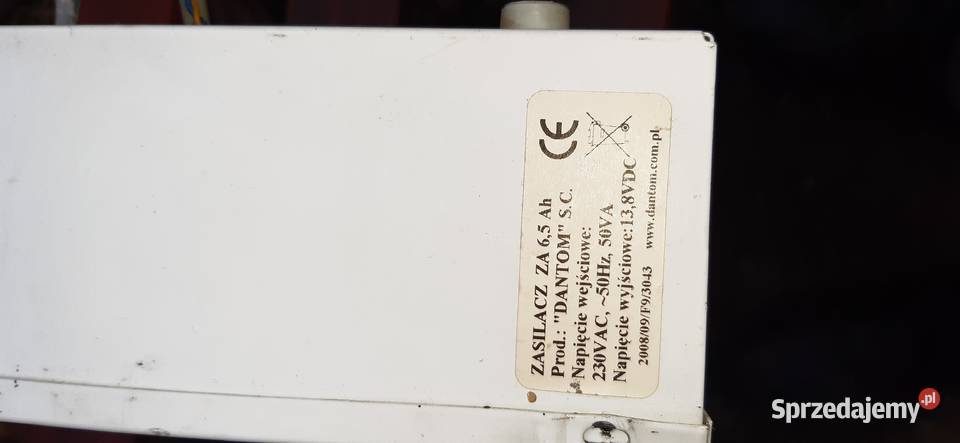 ZASILACZ ZA 6,5 Ah
Prod.: "DANTOM" S.C.
Napięcie wejściowe:
230VAC, ~50Hz, 50VA
Napięcie wyjściowe:13,8VDC
2008/09/F9/3043 www.dantom.com.pl
CE
Sprzedajemy.pl